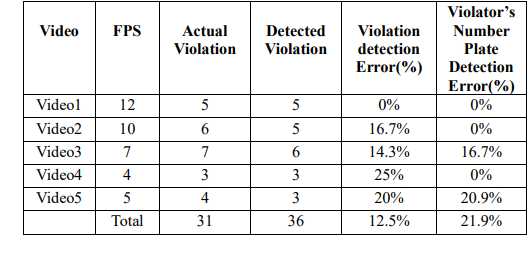 Video FPS Actual Violation Detected Violation Violation detection Error(%) Violator's Number Plate Detection Error(%)
Video1 12 5 5 0% 0%
Video2 10 6 5 16.7% 0%
Video3 7 7 6 14.3% 16.7%
Video4 4 3 3 25% 0%
Video5 5 4 3 20% 20.9%
Total 31 36 12.5% 21.9%